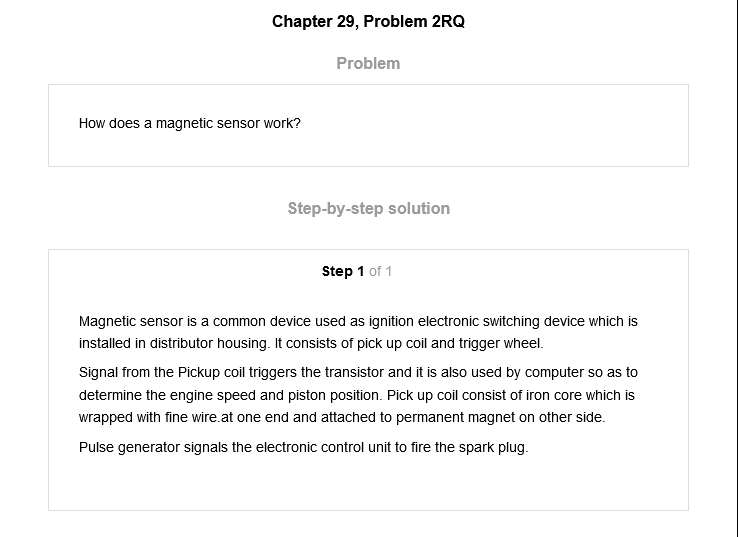 Chapter 29, Problem 2RQ
Problem
How does a magnetic sensor work?
Step-by-step solution
Step 1 of 1
Magnetic sensor is a common device used as ignition electronic switching device which is
installed in distributor housing. It consists of pick up coil and trigger wheel.
Signal from the Pickup coil triggers the transistor and it is also used by computer so as to
determine the engine speed and piston position. Pick up coil consist of iron core which is
wrapped with fine wire.at one end and attached to permanent magnet on other side.
Pulse generator signals the electronic control unit to fire the spark plug.